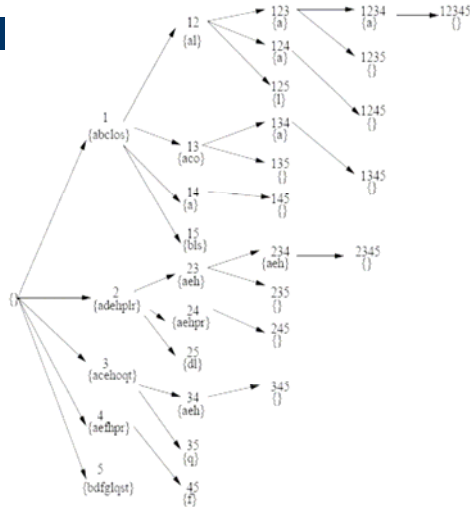 12
{al}
123
{a}
1234
{a}
12345
{}
124
{a}
1235
{}
125
{l}
1245
{}
1
{abclos}
134
{a}
13
{aco}
135
{}
1345
{}
14
{a}
145
{}
15
{bls}
23
{aeh}
234
{aeh}
2345
{}
{}
2
{adehplr}
235
{}
24
{aehpr}
245
{}
25
{dl}
3
{acehoqt}
34
{aeh}
345
{}
4
{aefhpr}
35
{q}
5
{bdfglqst}
45
{f}